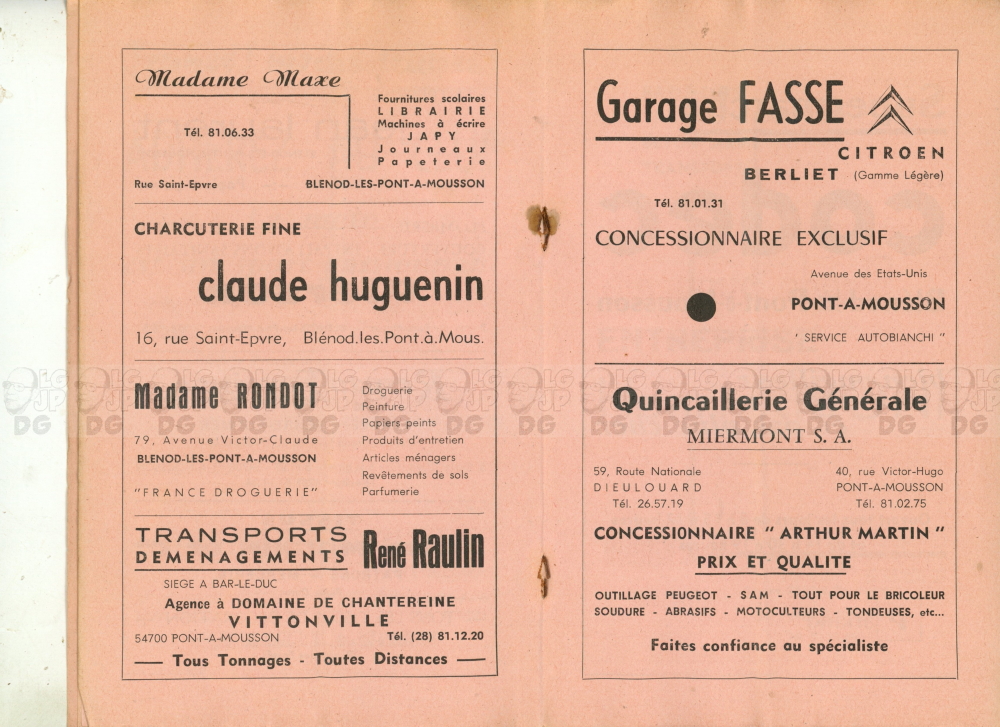 Madame Maxe
Tél. 81.06.33
Fournitures scolaires
LIBRAIRIE
Machines à écrire
JAPY
Journeaux
Papeterie
Rue Saint-Epvre
BLENOD-LES-PONT-A-MOUSSON
CHARCUTERIE FINE
claude huguenin
16, rue Saint-Epvre, Blénod.les.Pont.à.Mous.
Madame RONDOT
79, Avenue Victor-Claude
BLENOD-LES-PONT-A-MOUSSON
"FRANCE DROGUERIE"
Droguerie
Peinture
Papiers peints
Produits d'entretien
Articles ménagers
Revêtements de sols
Parfumerie
TRANSPORTS
DEMENAGEMENTS
René Raulin
SIEGE A BAR-LE-DUC
Agence à DOMAINE DE CHANTEREINE
VITTONVILLE
54700 PONT-A-MOUSSON Tél. (28) 81.12.20
Tous Tonnages - Toutes Distances
Garage FASSE
CITROEN
BERLIET (Gamme Légère)
Tél. 81.01.31
CONCESSIONNAIRE EXCLUSIF
Avenue des Etats-Unis
PONT-A-MOUSSON
' SERVICE AUTOBIANCHI "
Quincaillerie Générale
MIERMONT S. A.
59, Route Nationale
DIEULOUARD
Tél. 26.57.19
40, rue Victor-Hugo
PONT-A-MOUSSON
Tél. 81.02.75
CONCESSIONNAIRE " ARTHUR MARTIN "
PRIX ET QUALITE
OUTILLAGE PEUGEOT - SAM - TOUT POUR LE BRICOLEUR
SOUDURE - ABRASIFS - MOTOCULTEURS - TONDEUSES, etc...
Faites confiance au spécialiste